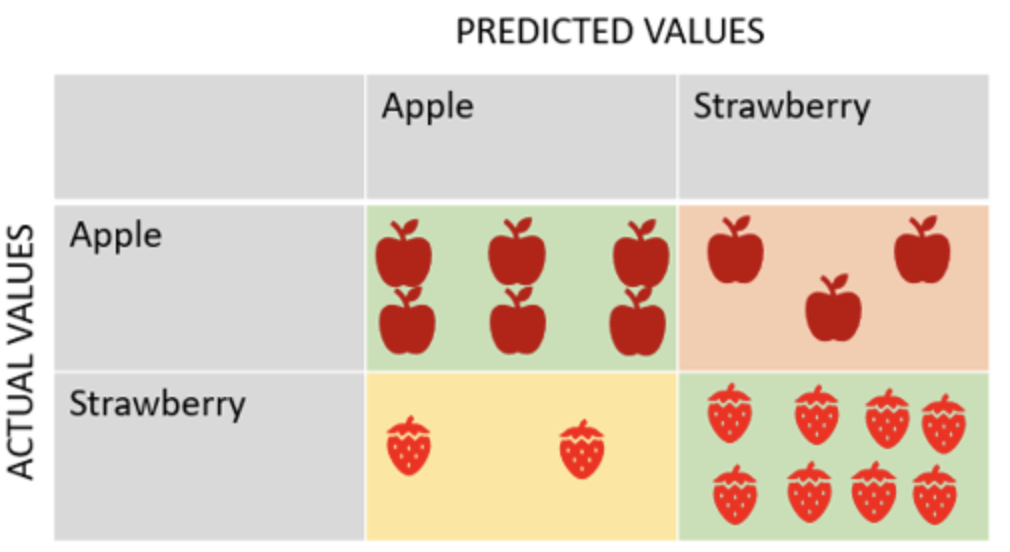 PREDICTED VALUES
Apple
Strawberry
ACTUAL VALUES
Apple
Strawberry